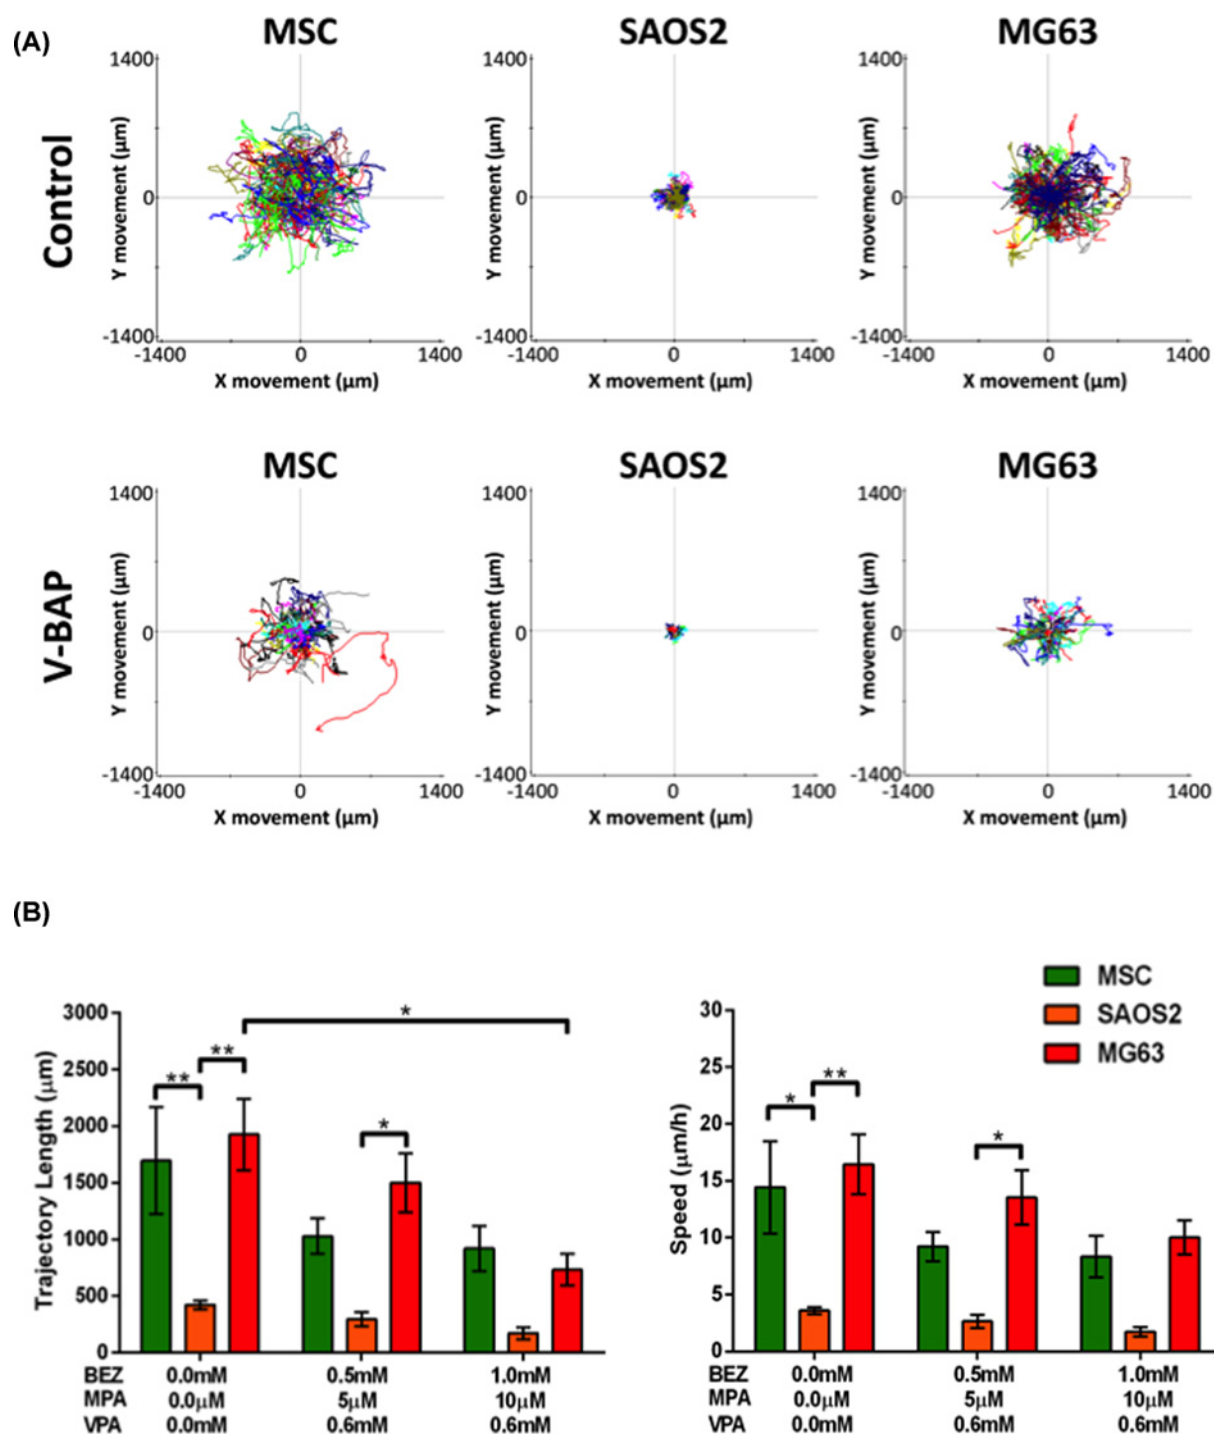 (A)
MSC SAOS2 MG63
Control
1400 1400 1400
Y movement (µm) Y movement (µm) Y movement (µm)
0 0 0
-1400 -1400 -1400
-1400 0 1400 -1400 0 1400 -1400 0 1400
X movement (µm) X movement (µm) X movement (µm)
MSC SAOS2 MG63
V-BAP
1400 1400 1400
Y movement (µm) Y movement (µm) Y movement (µm)
0 0 0
-1400 -1400 -1400
-1400 0 1400 -1400 0 1400 -1400 0 1400
X movement (µm) X movement (µm) X movement (µm)
(B)
Trajectory Length (µm)
3000
2500
2000
1500
1000
500
0
** ** * *
BEZ 0.0mM 0.5mM 1.0mM
MPA 0.0µM 5µM 10µM
VPA 0.0mM 0.6mM 0.6mM
MSC
SAOS2
MG63
Speed (µm/h)
30
25
20
15
10
5
0
* ** *
BEZ 0.0mM 0.5mM 1.0mM
MPA 0.0µM 5µM 10µM
VPA 0.0mM 0.6mM 0.6mM